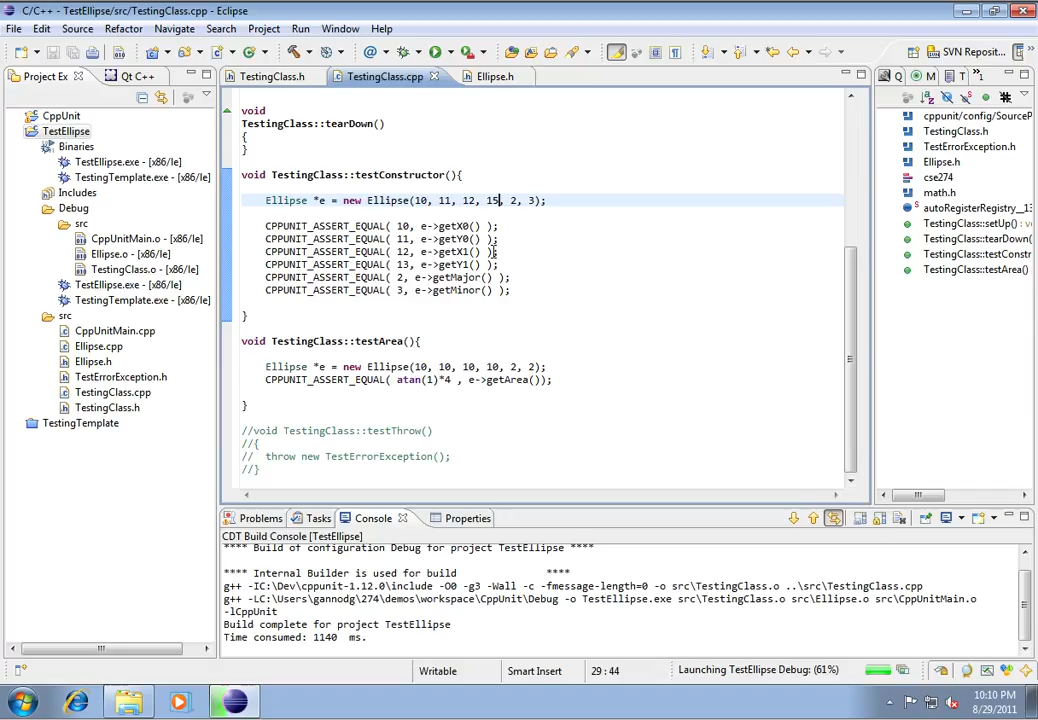 C/C++ - TestEllipse/src/TestingClass.cpp - Eclipse
File Edit Source Refactor Navigate Search Project Run Window Help
SVN Reposit...
Project Ex Qt C++
TestingClass.h TestingClass.cpp Ellipse.h
Q M T »1
CppUnit
TestEllipse
Binaries
TestEllipse.exe - [x86/le]
TestingTemplate.exe - [x86/le]
Includes
Debug
src
CppUnitMain.o - [x86/le]
Ellipse.o - [x86/le]
TestingClass.o - [x86/le]
TestEllipse.exe - [x86/le]
TestingTemplate.exe - [x86/le]
src
CppUnitMain.cpp
Ellipse.cpp
Ellipse.h
TestErrorException.h
TestingClass.cpp
TestingClass.h
TestingTemplate
void
TestingClass::tearDown()
{
}
void TestingClass::testConstructor(){
Ellipse *e = new Ellipse(10, 11, 12, 15, 2, 3);
CPPUNIT_ASSERT_EQUAL( 10, e->getX0() );
CPPUNIT_ASSERT_EQUAL( 11, e->getY0() );
CPPUNIT_ASSERT_EQUAL( 12, e->getX1() );
CPPUNIT_ASSERT_EQUAL( 13, e->getY1() );
CPPUNIT_ASSERT_EQUAL( 2, e->getMajor() );
CPPUNIT_ASSERT_EQUAL( 3, e->getMinor() );
}
void TestingClass::testArea(){
Ellipse *e = new Ellipse(10, 10, 10, 10, 2, 2);
CPPUNIT_ASSERT_EQUAL( atan(1)*4 , e->getArea());
}
//void TestingClass::testThrow()
//{
// throw new TestErrorException();
//}
cppunit/config/SourceP
TestingClass.h
TestErrorException.h
Ellipse.h
cse274
math.h
autoRegisterRegistry__13
TestingClass::setUp() : v
TestingClass::tearDown(
TestingClass::testConstr
TestingClass::testArea()
Problems Tasks Console Properties
CDT Build Console [TestEllipse]
**** Build of configuration Debug for project TestEllipse ****
**** Internal Builder is used for build ****
g++ -IC:\Dev\cppunit-1.12.0\include -O0 -g3 -Wall -c -fmessage-length=0 -o src\TestingClass.o ..\src\TestingClass.cpp
g++ -LC:\Users\gannodg\274\demos\workspace\CppUnit\Debug -o TestEllipse.exe src\TestingClass.o src\Ellipse.o src\CppUnitMain.o
-lCppUnit
Build complete for project TestEllipse
Time consumed: 1140 ms.
Writable Smart Insert 29 : 44 Launching TestEllipse Debug: (61%)
10:10 PM
8/29/2011